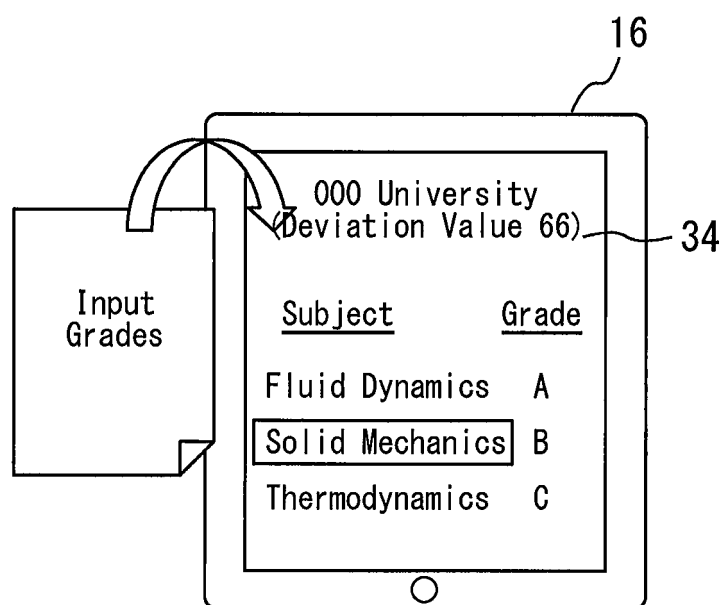 16
000 University
(Deviation Value 66)
34
Input
Grades
Subject Grade
Fluid Dynamics A
Solid Mechanics B
Thermodynamics C